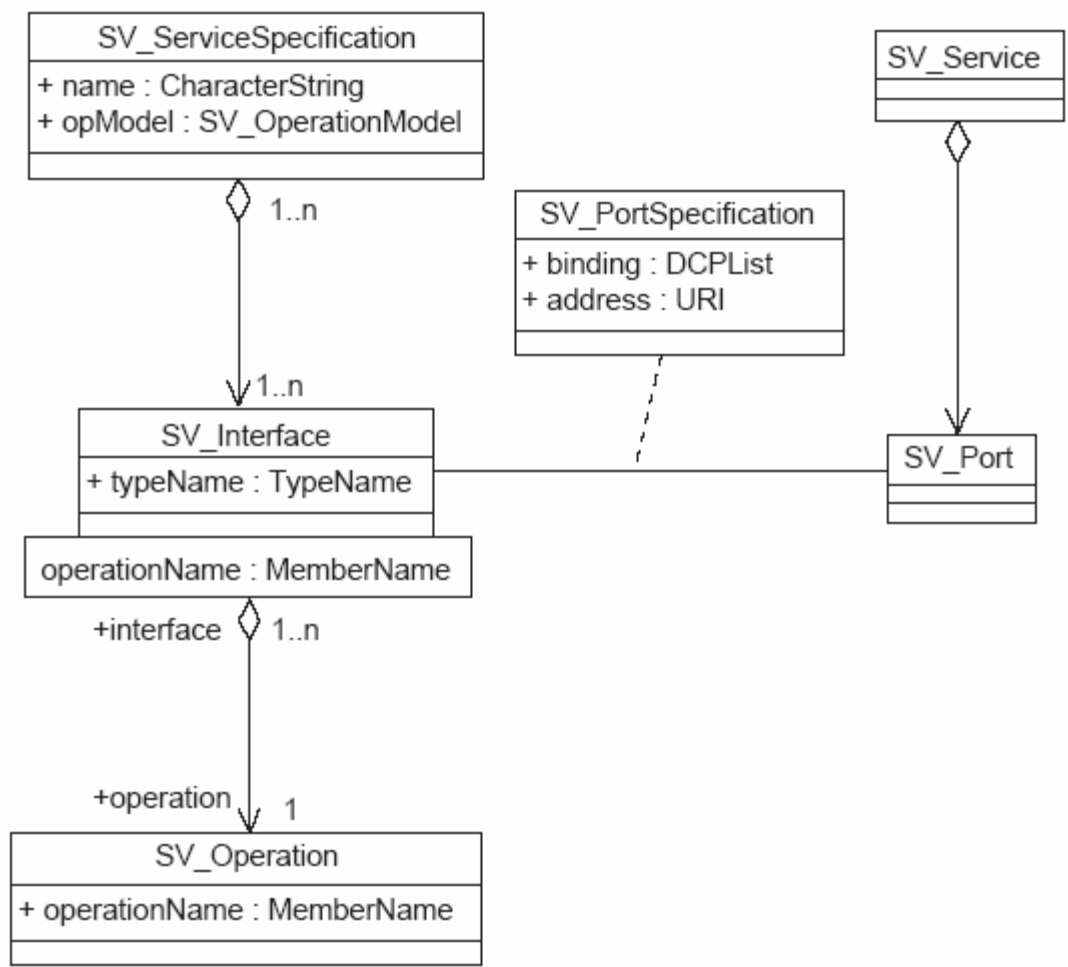 SV_ServiceSpecification
+ name : CharacterString
+ opModel : SV_OperationModel
SV_Service
1..n
SV_PortSpecification
+ binding : DCPList
+ address : URI
1..n
SV_Interface
+ typeName : TypeName
SV_Port
operationName : MemberName
+interface
1..n
+operation
1
SV_Operation
+ operationName : MemberName